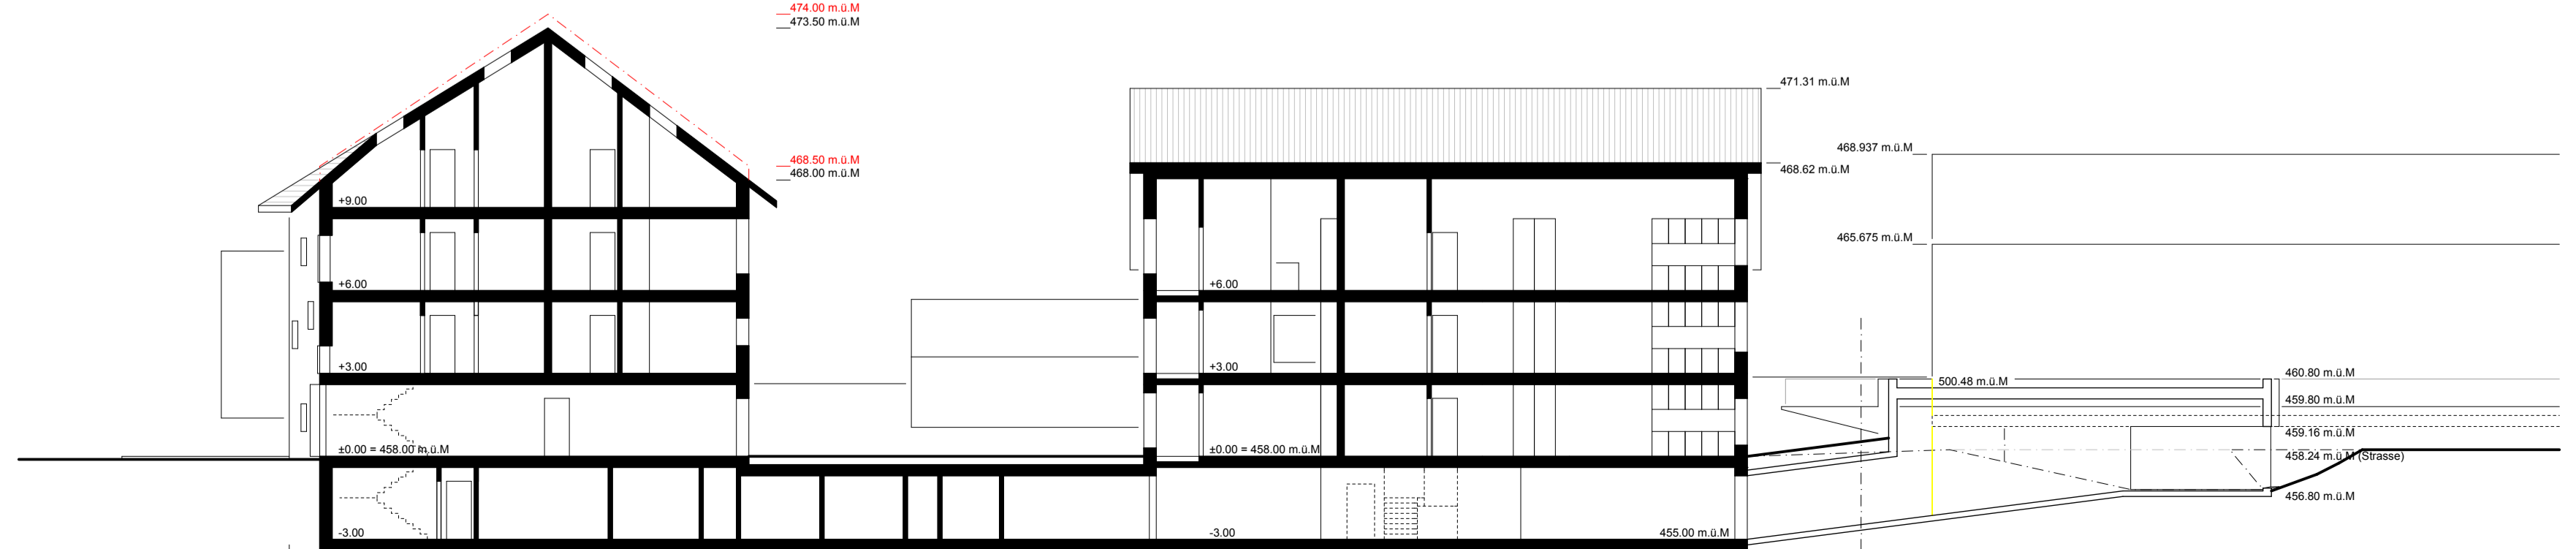 474.00 m.ü.M
473.50 m.ü.M
471.31 m.ü.M
468.937 m.ü.M
468.50 m.ü.M
468.00 m.ü.M
468.62 m.ü.M
+9.00
465.675 m.ü.M
+6.00
+6.00
+3.00
+3.00
460.80 m.ü.M
500.48 m.ü.M
459.80 m.ü.M
459.16 m.ü.M
±0.00 = 458.00 m.ü.M
±0.00 = 458.00 m.ü.M
458.24 m.ü.M (Strasse)
456.80 m.ü.M
-3.00
-3.00
455.00 m.ü.M